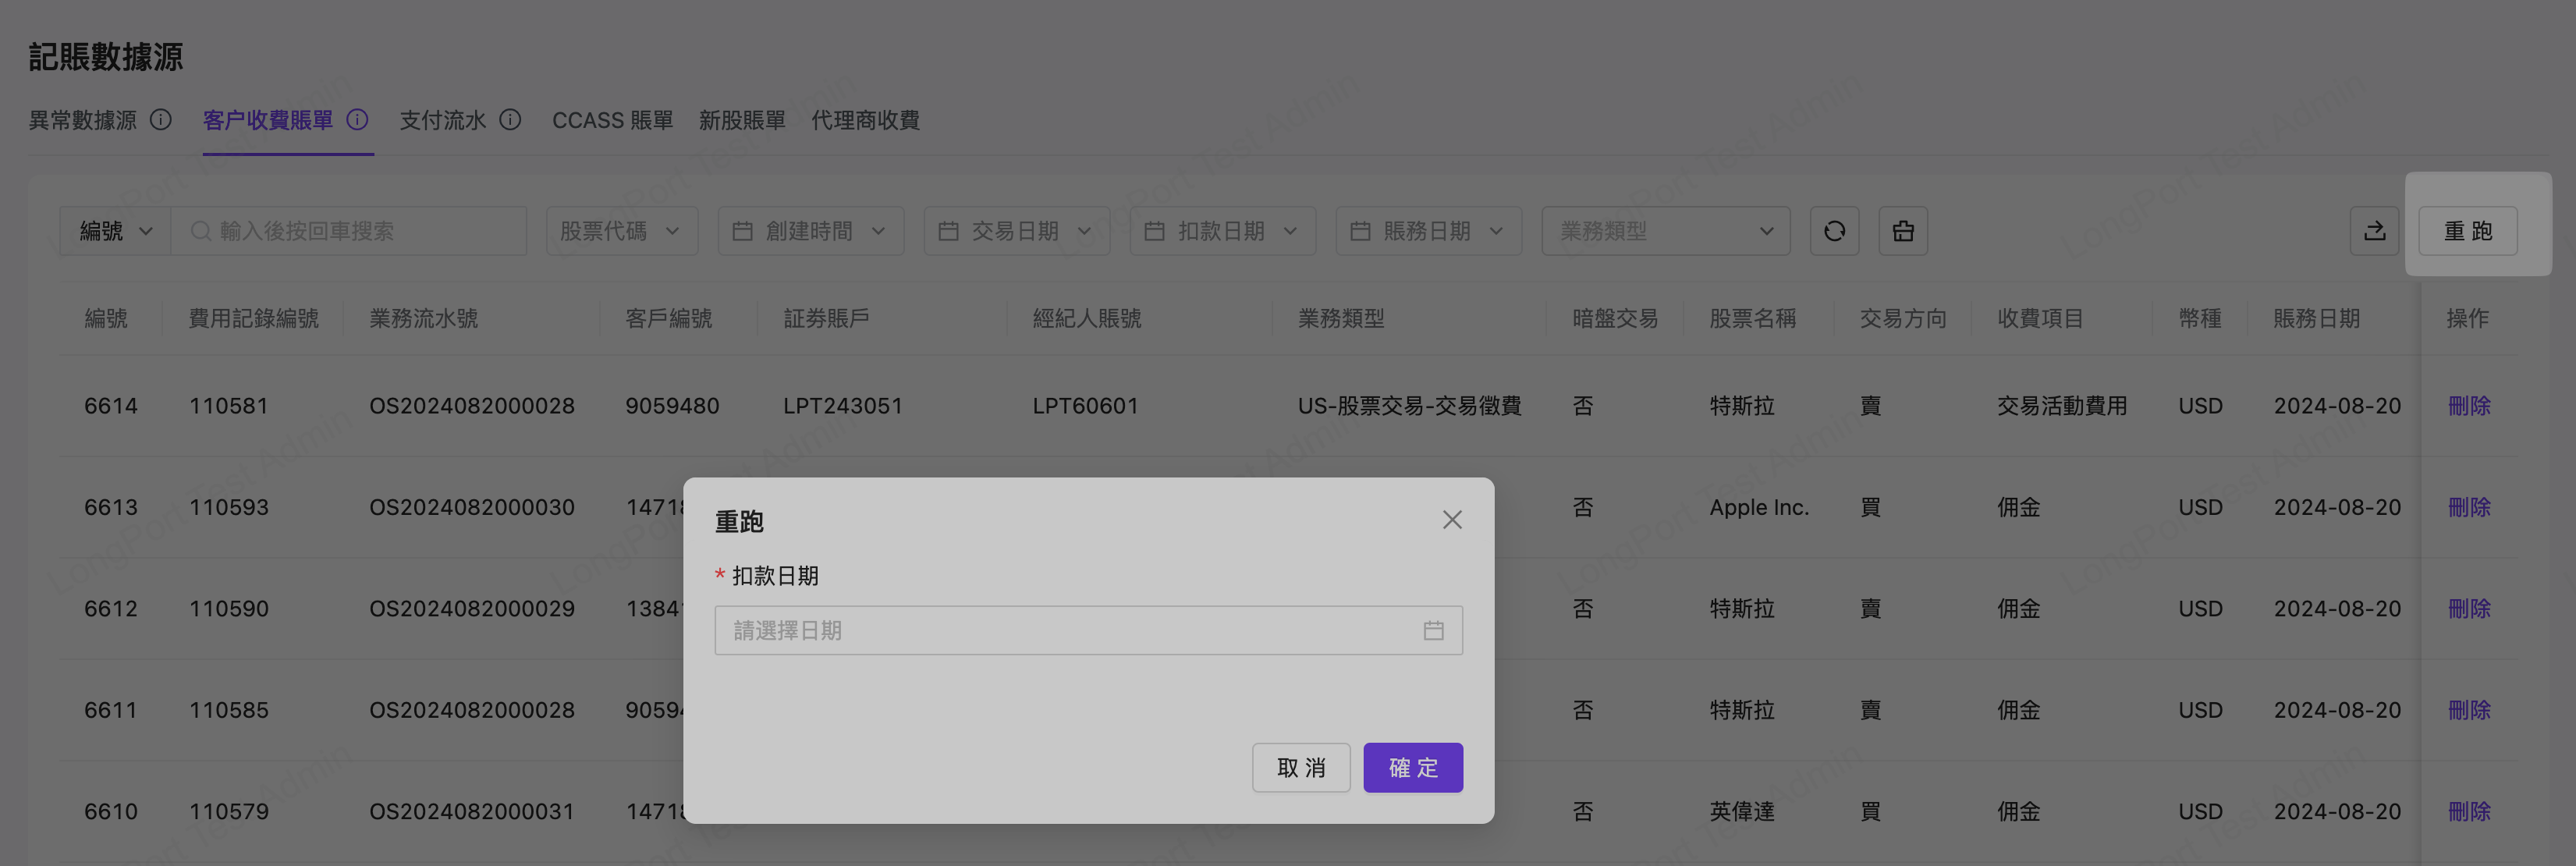 記賬數據源
異常數據源 客户收費賬單 支付流水 CCASS 賬單 新股賬單 代理商收費
編號 輸入後按回車搜索 股票代碼 創建時間 交易日期 扣款日期 賬務日期 業務類型 重 跑
編號 費用記錄編號 業務流水號 客戶編號 証券賬戶 經紀人賬號 業務類型 暗盤交易 股票名稱 交易方向 收費項目 幣種 賬務日期 操作
6614 110581 OS2024082000028 9059480 LPT243051 LPT60601 US-股票交易-交易徵費 否 特斯拉 賣 交易活動費用 USD 2024-08-20 刪除
6613 110593 OS2024082000030 1471 否 Apple Inc. 買 佣金 USD 2024-08-20 刪除
重跑
* 扣款日期
6612 110590 OS2024082000029 1384 否 特斯拉 賣 佣金 USD 2024-08-20 刪除
請選擇日期
6611 110585 OS2024082000028 9059 否 特斯拉 賣 佣金 USD 2024-08-20 刪除
取 消 確 定
6610 110579 OS2024082000031 1471 否 英偉達 買 佣金 USD 2024-08-20 刪除
LongPort Test Admin